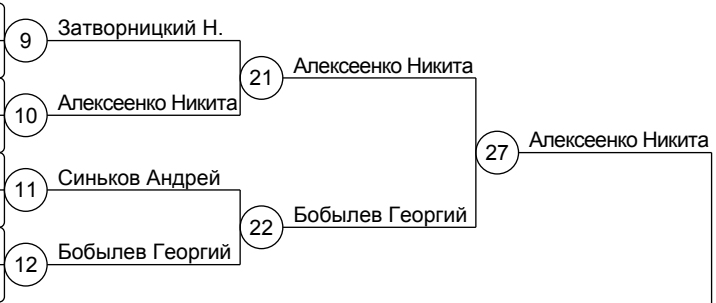 9 Затворницкий Н.
21 Алексеенко Никита
10 Алексеенко Никита
27 Алексеенко Никита
11 Синьков Андрей
22 Бобылев Георгий
12 Бобылев Георгий